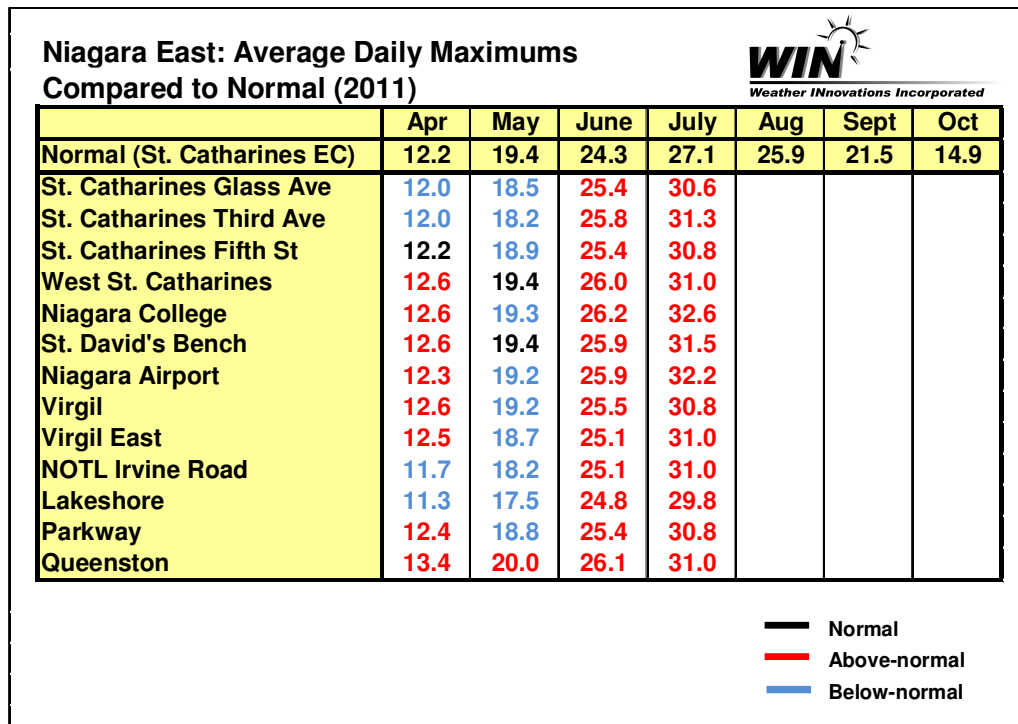 Niagara East: Average Daily Maximums
Compared to Normal (2011)
WIN
Weather INnovations Incorporated
Apr May June July Aug Sept Oct
Normal (St. Catharines EC) 12.2 19.4 24.3 27.1 25.9 21.5 14.9
St. Catharines Glass Ave 12.0 18.5 25.4 30.6
St. Catharines Third Ave 12.0 18.2 25.8 31.3
St. Catharines Fifth St 12.2 18.9 25.4 30.8
West St. Catharines 12.6 19.4 26.0 31.0
Niagara College 12.6 19.3 26.2 32.6
St. David's Bench 12.6 19.4 25.9 31.5
Niagara Airport 12.3 19.2 25.9 32.2
Virgil 12.6 19.2 25.5 30.8
Virgil East 12.5 18.7 25.1 31.0
NOTL Irvine Road 11.7 18.2 25.1 31.0
Lakeshore 11.3 17.5 24.8 29.8
Parkway 12.4 18.8 25.4 30.8
Queenston 13.4 20.0 26.1 31.0
Normal
Above-normal
Below-normal